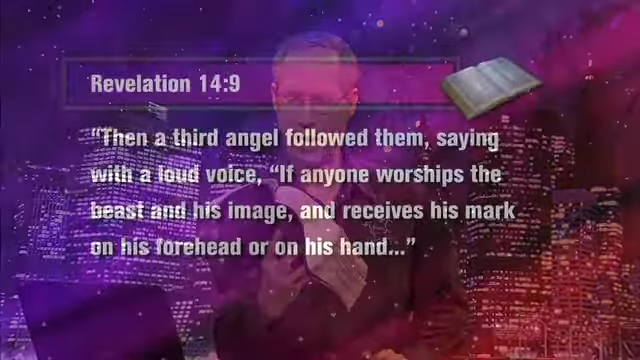 Revelation 14:9
“Then a third angel followed them, saying
with a loud voice, “If anyone worships the
beast and his image, and receives his mark
on his forehead or on his hand...”